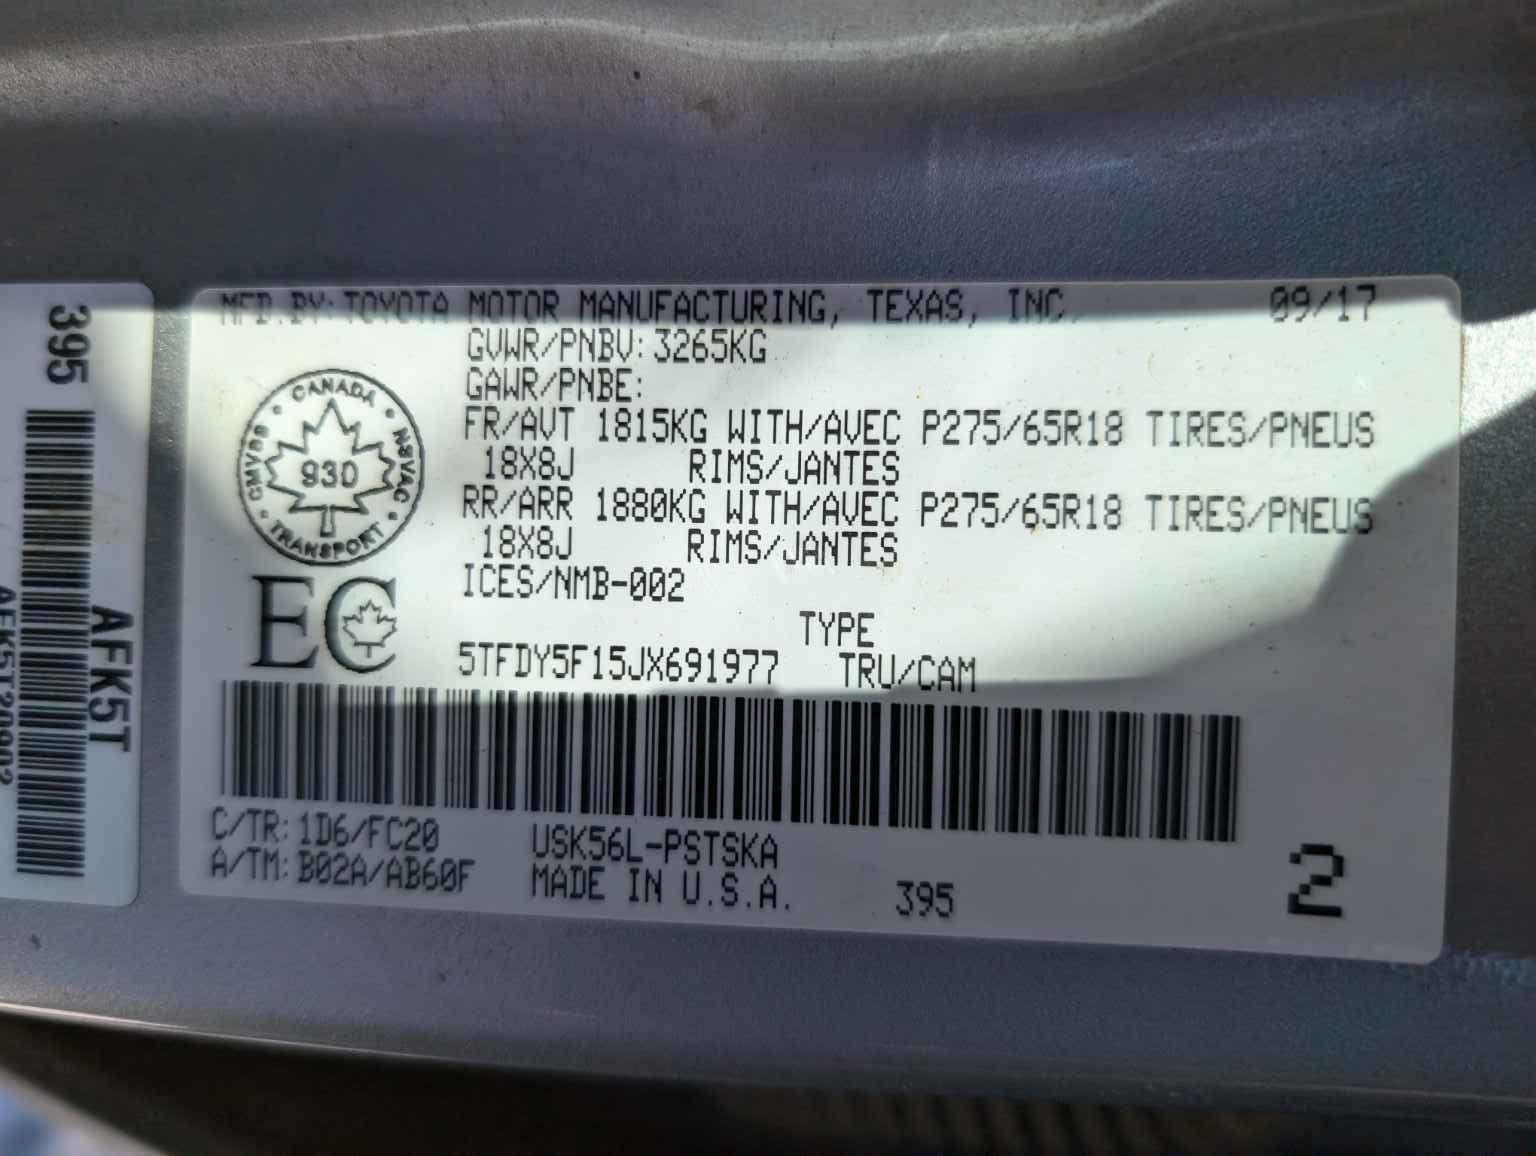 395
AFK5T
MFD.BY:TOYOTA MOTOR MANUFACTURING, TEXAS, INC. 09/17
GVWR/PNBV:3265KG
GAWR/PNBE:
FR/AVT 1815KG WITH/AVEC P275/65R18 TIRES/PNEUS
18X8J RIMS/JANTES
RR/ARR 1880KG WITH/AVEC P275/65R18 TIRES/PNEUS
18X8J RIMS/JANTES
ICES/NMB-002
CANADA
CMVSS NSVAC
930
TRANSPORT
EC
TYPE
5TFDY5F15JX691977 TRU/CAM
C/TR:1D6/FC20 USK56L-PSTSKA
A/TM:B02A/AB60F MADE IN U.S.A. 395 2